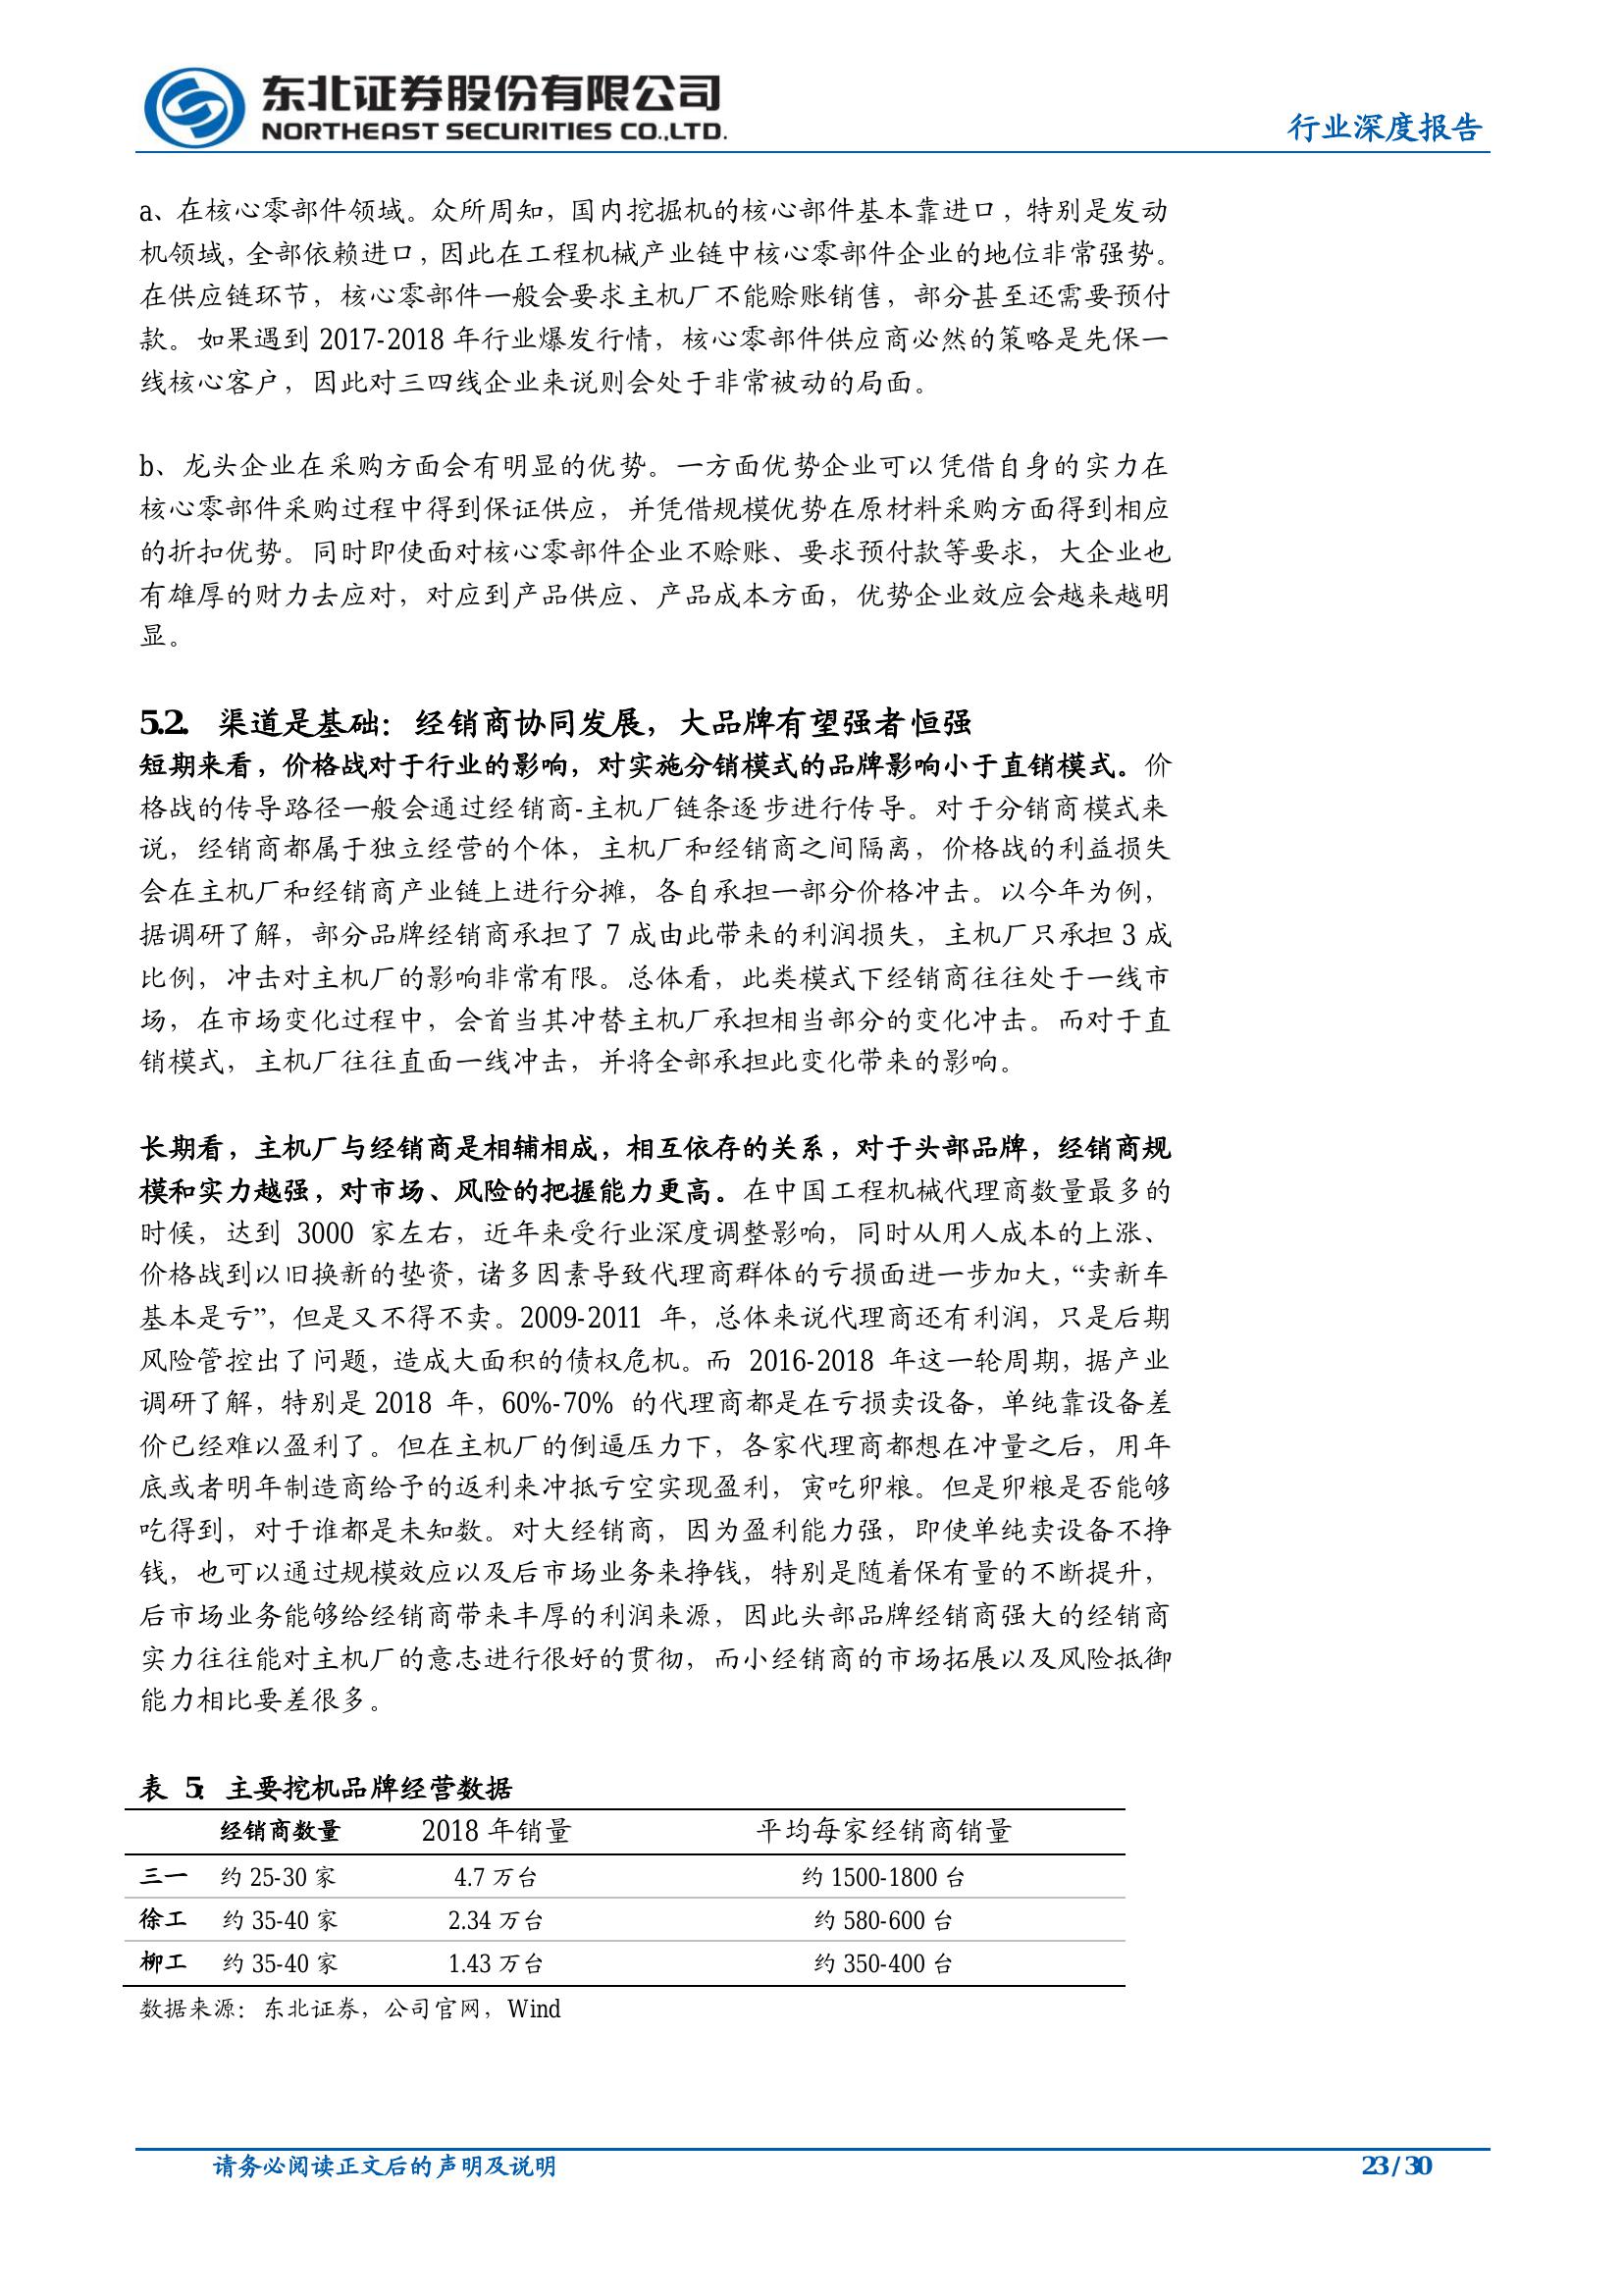 东北证券股份有限公司
NORTHEAST SECURITIES CO.,LTD.
行业深度报告
a、在核心零部件领域。众所周知，国内挖掘机的核心部件基本靠进口，特别是发动
机领域，全部依赖进口，因此在工程机械产业链中核心零部件企业的地位非常强势。
在供应链环节，核心零部件一般会要求主机厂不能赊账销售，部分甚至还需要预付
款。如果遇到 2017-2018 年行业爆发行情，核心零部件供应商必然的策略是先保一
线核心客户，因此对三四线企业来说则会处于非常被动的局面。
b、龙头企业在采购方面会有明显的优势。一方面优势企业可以凭借自身的实力在
核心零部件采购过程中得到保证供应，并凭借规模优势在原材料采购方面得到相应
的折扣优势。同时即使面对核心零部件企业不赊账、要求预付款等要求，大企业也
有雄厚的财力去应对，对应到产品供应、产品成本方面，优势企业效应会越来越明
显。
5.2. 渠道是基础：经销商协同发展，大品牌有望强者恒强
短期来看，价格战对于行业的影响，对实施分销模式的品牌影响小于直销模式。价
格战的传导路径一般会通过经销商-主机厂链条逐步进行传导。对于分销商模式来
说，经销商都属于独立经营的个体，主机厂和经销商之间隔离，价格战的利益损失
会在主机厂和经销商产业链上进行分摊，各自承担一部分价格冲击。以今年为例，
据调研了解，部分品牌经销商承担了 7 成由此带来的利润损失，主机厂只承担 3 成
比例，冲击对主机厂的影响非常有限。总体看，此类模式下经销商往往处于一线市
场，在市场变化过程中，会首当其冲替主机厂承担相当部分的变化冲击。而对于直
销模式，主机厂往往直面一线冲击，并将全部承担此变化带来的影响。
长期看，主机厂与经销商是相辅相成，相互依存的关系，对于头部品牌，经销商规
模和实力越强，对市场、风险的把握能力更高。在中国工程机械代理商数量最多的
时候，达到 3000 家左右，近年来受行业深度调整影响，同时从用人成本的上涨、
价格战到以旧换新的垫资，诸多因素导致代理商群体的亏损面进一步加大，“卖新车
基本是亏”，但是又不得不卖。2009-2011 年，总体来说代理商还有利润，只是后期
风险管控出了问题，造成大面积的债权危机。而 2016-2018 年这一轮周期，据产业
调研了解，特别是 2018 年，60%-70% 的代理商都是在亏损卖设备，单纯靠设备差
价已经难以盈利了。但在主机厂的倒逼压力下，各家代理商都想在冲量之后，用年
底或者明年制造商给予的返利来冲抵亏空实现盈利，寅吃卯粮。但是卯粮是否能够
吃得到，对于谁都是未知数。对大经销商，因为盈利能力强，即使单纯卖设备不挣
钱，也可以通过规模效应以及后市场业务来挣钱，特别是随着保有量的不断提升，
后市场业务能够给经销商带来丰厚的利润来源，因此头部品牌经销商强大的经销商
实力往往能对主机厂的意志进行很好的贯彻，而小经销商的市场拓展以及风险抵御
能力相比要差很多。
表 5：主要挖机品牌经营数据
经销商数量 2018 年销量 平均每家经销商销量
三一 约 25-30 家 4.7 万台 约 1500-1800 台
徐工 约 35-40 家 2.34 万台 约 580-600 台
柳工 约 35-40 家 1.43 万台 约 350-400 台
数据来源：东北证券，公司官网，Wind
请务必阅读正文后的声明及说明
23 / 30